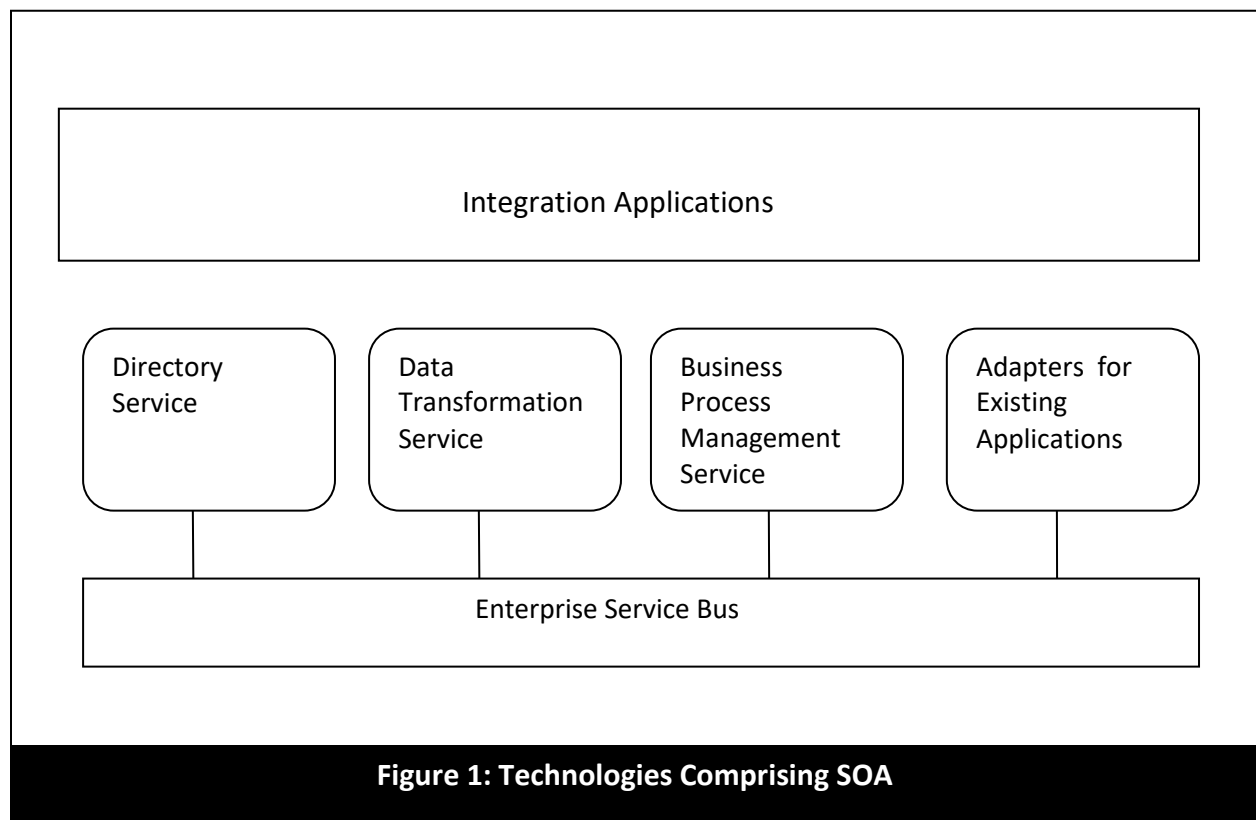 Integration Applications
Directory
Service
Data
Transformation
Service
Business
Process
Management
Service
Adapters for
Existing
Applications
Enterprise Service Bus
Figure 1: Technologies Comprising SOA